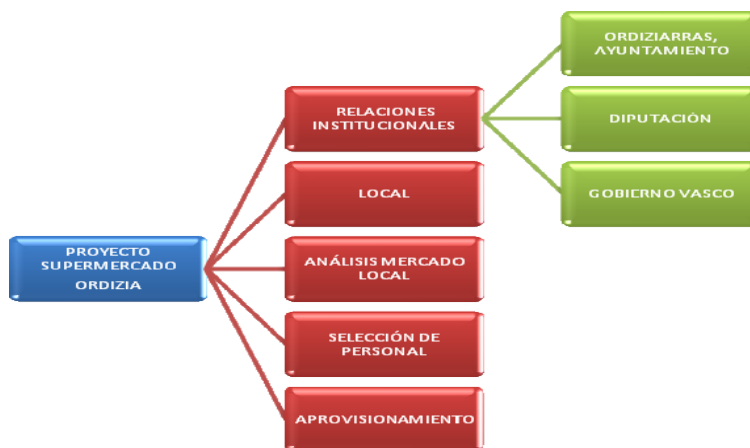 PROYECTO
SUPERMERCADO
ORDIZIA
RELACIONES
INSTITUCIONALES
LOCAL
ANÁLISIS MERCADO
LOCAL
SELECCIÓN DE
PERSONAL
APROVISIONAMIENTO
ORDIZIARRAS,
AYUNTAMIENTO
DIPUTACIÓN
GOBIERNO VASCO